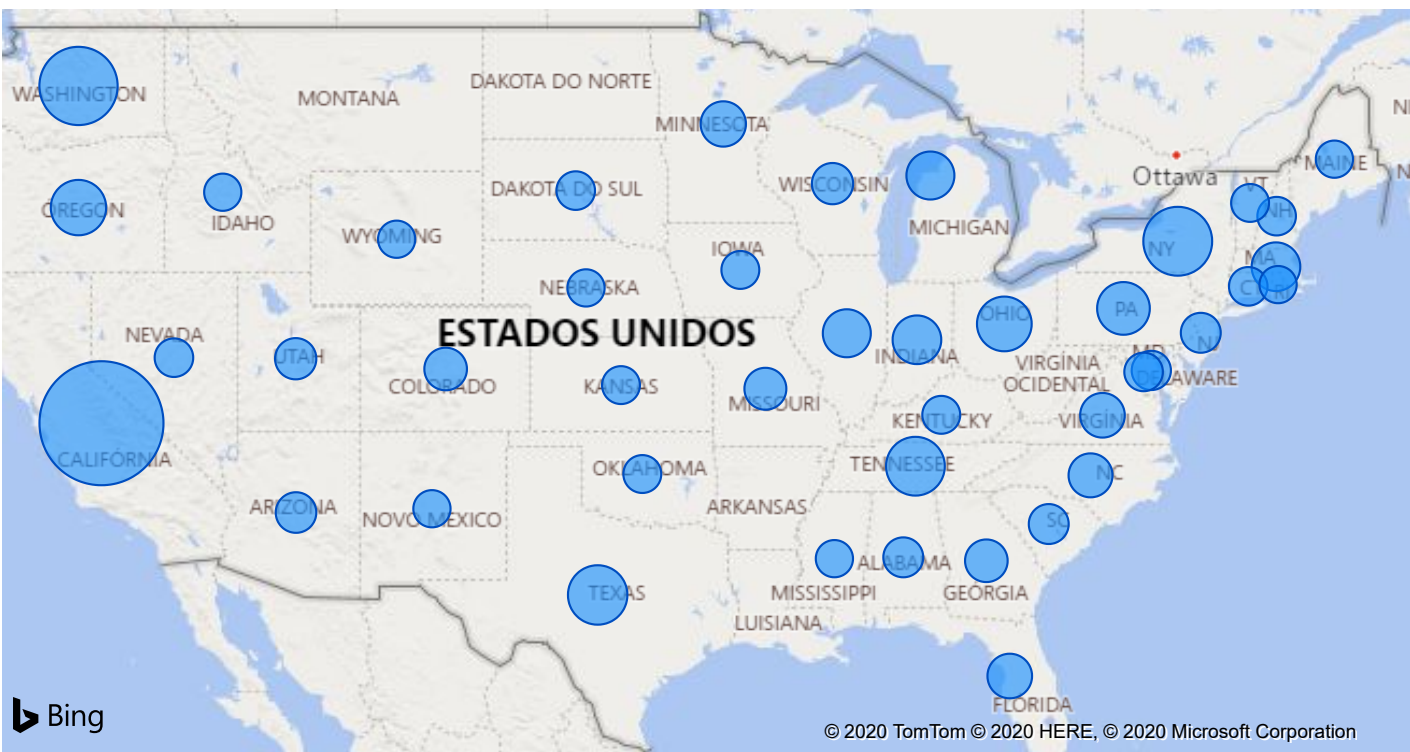 WASHINGTON
MONTANA
DAKOTA DO NORTE
MINNESOTA
OREGON
IDAHO
WYOMING
DAKOTA DO SUL
WISCONSIN
MICHIGAN
Ottawa
MAINE
VT
NH
NY
MA
CT
RI
IOWA
NEBRASKA
ESTADOS UNIDOS
NEVADA
UTAH
COLORADO
KANSAS
MISSOURI
INDIANA
OHIO
PA
NJ
MD
DELAWARE
VIRGÍNIA
OCIDENTAL
KENTUCKY
VIRGÍNIA
CALIFÓRNIA
ARIZONA
NOVO MEXICO
OKLAHOMA
ARKANSAS
TENNESSEE
NC
SC
TEXAS
MISSISSIPPI
ALABAMA
GEÓRGIA
LUISIANA
FLORIDA
Bing
© 2020 TomTom © 2020 HERE, © 2020 Microsoft Corporation